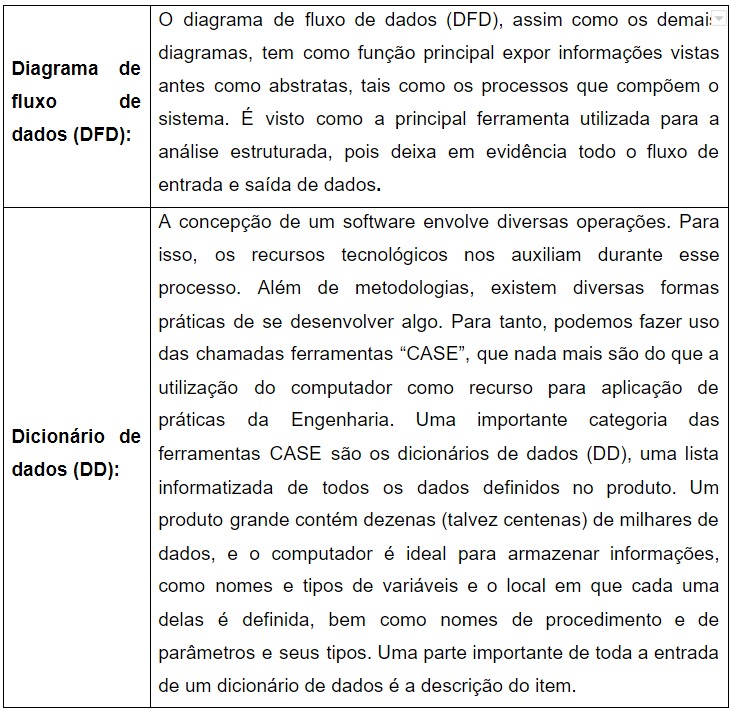 Diagrama de
fluxo de
dados (DFD):
O diagrama de fluxo de dados (DFD), assim como os demais
diagramas, tem como função principal expor informações vistas
antes como abstratas, tais como os processos que compõem o
sistema. É visto como a principal ferramenta utilizada para a
análise estruturada, pois deixa em evidência todo o fluxo de
entrada e saída de dados.
Dicionário de
dados (DD):
A concepção de um software envolve diversas operações. Para
isso, os recursos tecnológicos nos auxiliam durante esse
processo. Além de metodologias, existem diversas formas
práticas de se desenvolver algo. Para tanto, podemos fazer uso
das chamadas ferramentas “CASE”, que nada mais são do que a
utilização do computador como recurso para aplicação de
práticas da Engenharia. Uma importante categoria das
ferramentas CASE são os dicionários de dados (DD), uma lista
informatizada de todos os dados definidos no produto. Um
produto grande contém dezenas (talvez centenas) de milhares de
dados, e o computador é ideal para armazenar informações,
como nomes e tipos de variáveis e o local em que cada uma
delas é definida, bem como nomes de procedimento e de
parâmetros e seus tipos. Uma parte importante de toda a entrada
de um dicionário de dados é a descrição do item.